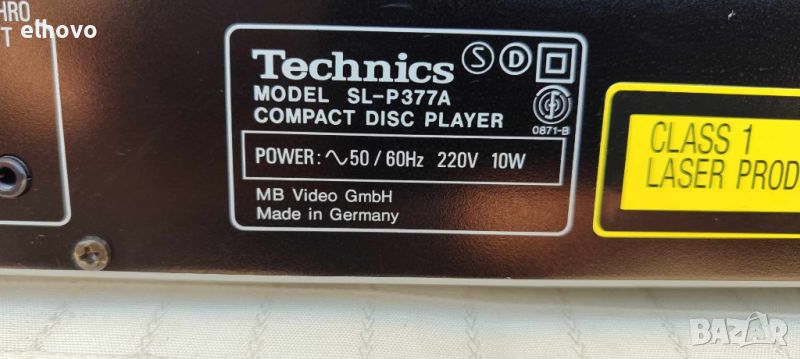 HRO
T
ethovo
Technics
S D
MODEL SL-P377A
COMPACT DISC PLAYER
0871-B
POWER: ∿50/60Hz 220V 10W
MB Video GmbH
Made in Germany
CLASS 1
LASER PROD
BAZAR